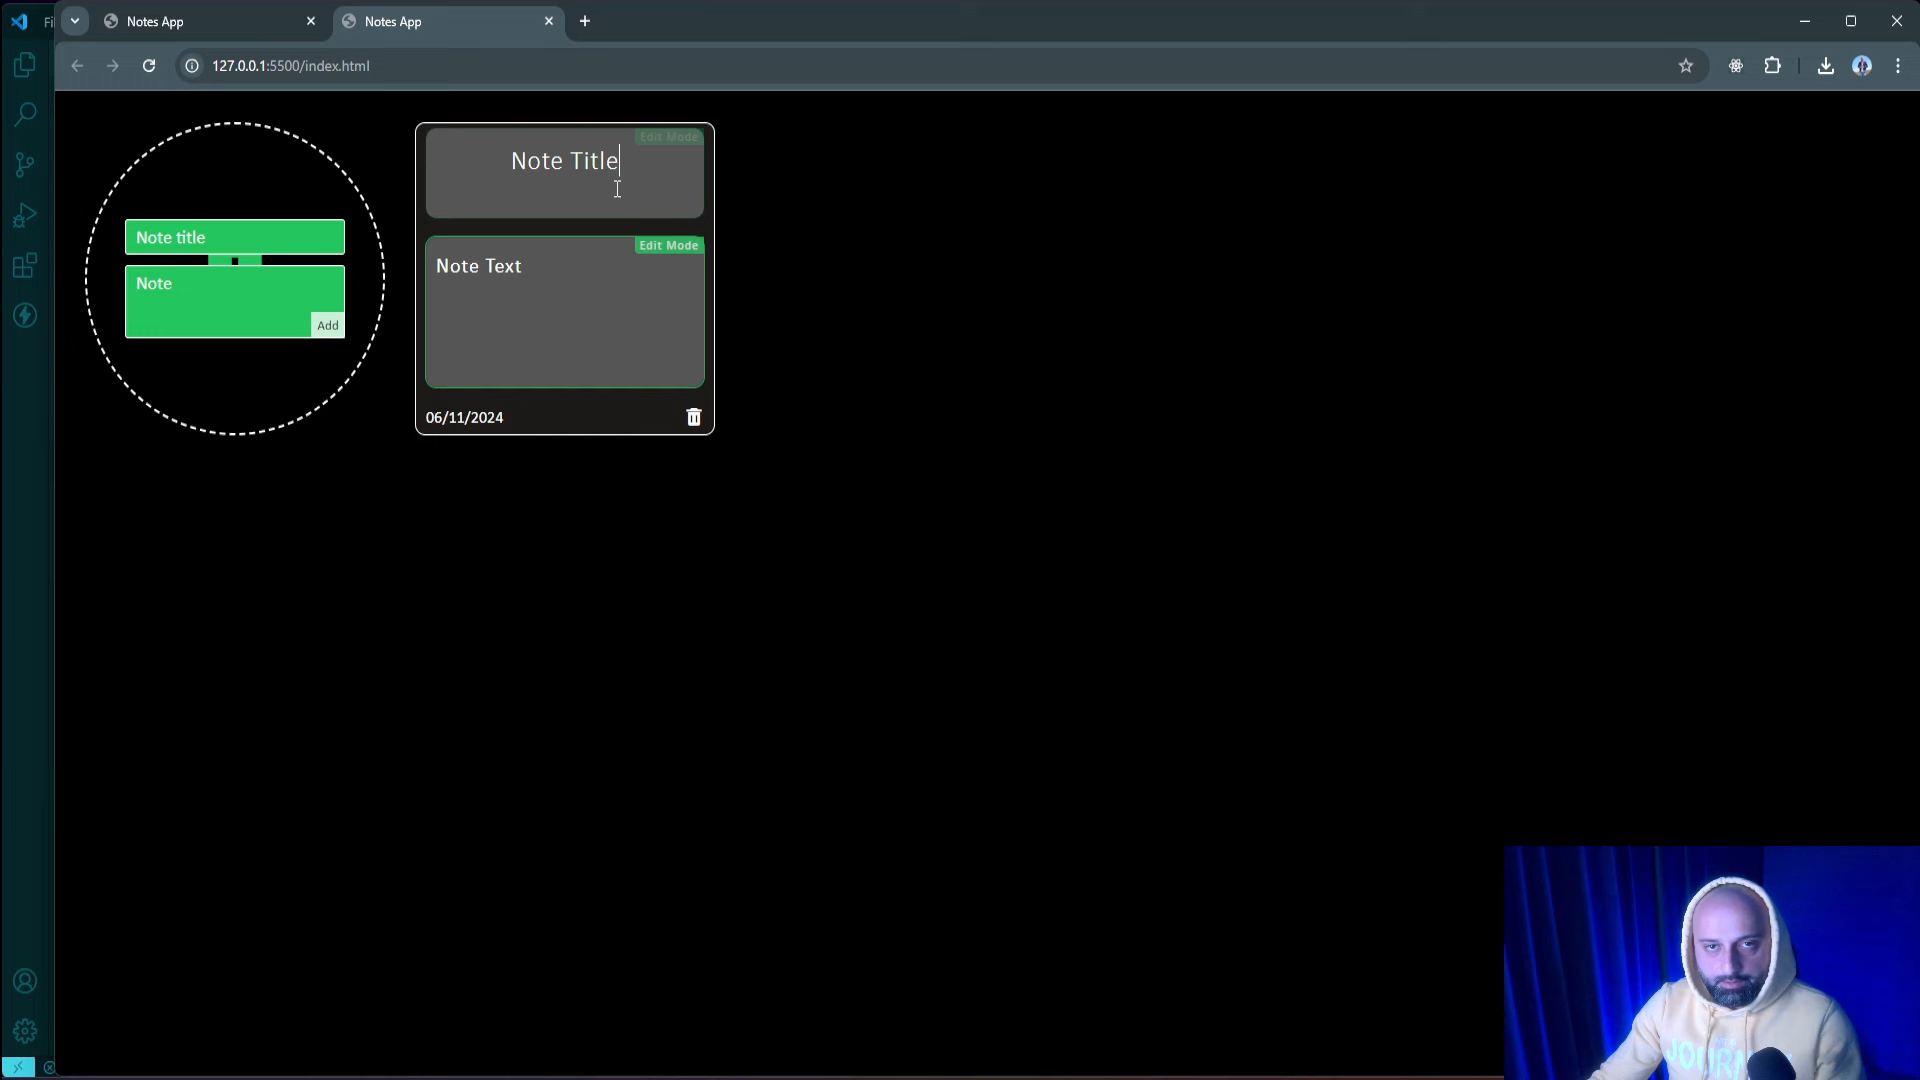 Fi
Notes App
Notes App
127.0.0.1:5500/index.html
Note title
Note
Add
Edit Mode
Note Title
Edit Mode
Note Text
06/11/2024